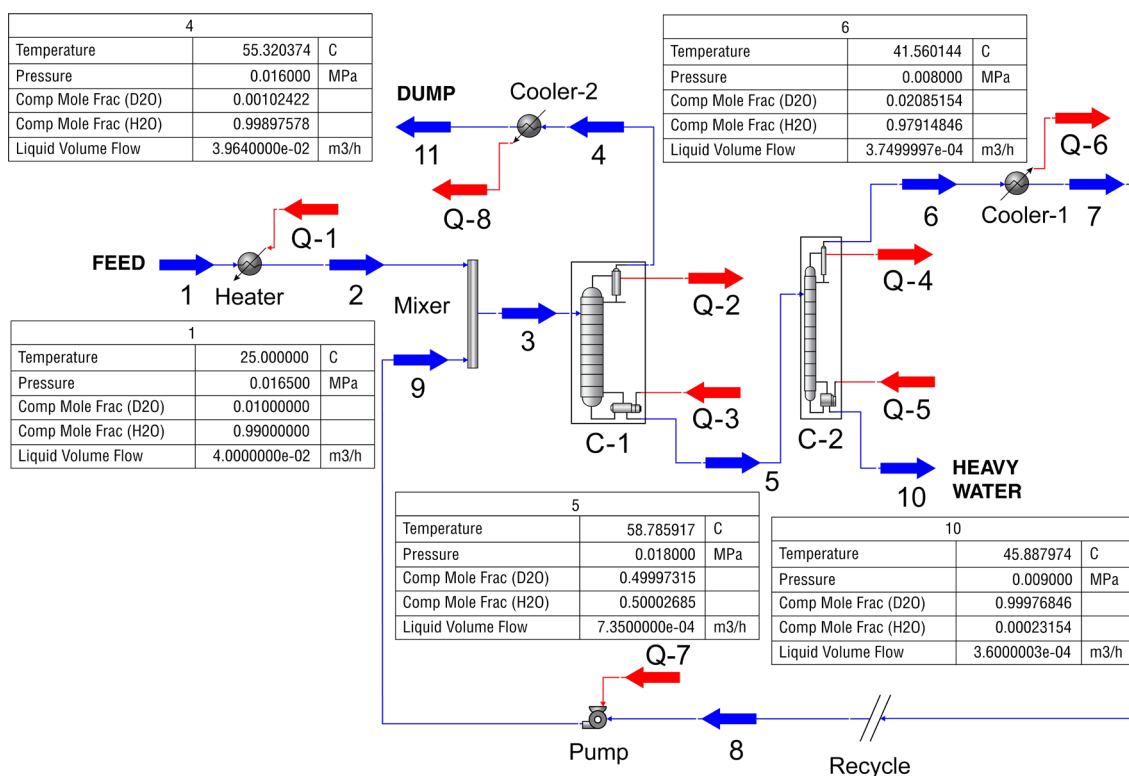 4
Temperature 55.320374 C
Pressure 0.016000 MPa
Comp Mole Frac (D2O) 0.00102422
Comp Mole Frac (H2O) 0.99897578
Liquid Volume Flow 3.9640000e-02 m3/h
6
Temperature 41.560144 C
Pressure 0.008000 MPa
Comp Mole Frac (D2O) 0.02085154
Comp Mole Frac (H2O) 0.97914846
Liquid Volume Flow 3.7499997e-04 m3/h
DUMP
Cooler-2
11
4
Q-8
Q-6
6
Cooler-1
7
Q-1
FEED
1
Heater
2
Mixer
3
9
Q-2
Q-3
C-1
Q-4
Q-5
C-2
5
10
HEAVY
WATER
1
Temperature 25.000000 C
Pressure 0.016500 MPa
Comp Mole Frac (D2O) 0.01000000
Comp Mole Frac (H2O) 0.99000000
Liquid Volume Flow 4.0000000e-02 m3/h
5
Temperature 58.785917 C
Pressure 0.018000 MPa
Comp Mole Frac (D2O) 0.49997315
Comp Mole Frac (H2O) 0.50002685
Liquid Volume Flow 7.3500000e-04 m3/h
10
Temperature 45.887974 C
Pressure 0.009000 MPa
Comp Mole Frac (D2O) 0.99976846
Comp Mole Frac (H2O) 0.00023154
Liquid Volume Flow 3.6000003e-04 m3/h
Q-7
Pump
8
Recycle